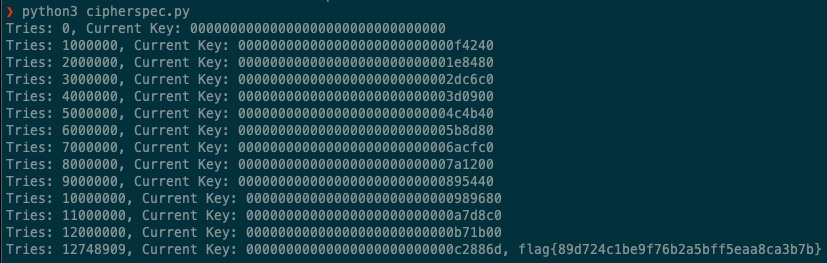 ❯ python3 cipherspec.py
Tries: 0, Current Key: 00000000000000000000000000000000
Tries: 1000000, Current Key: 000000000000000000000000000f4240
Tries: 2000000, Current Key: 000000000000000000000000001e8480
Tries: 3000000, Current Key: 000000000000000000000000002dc6c0
Tries: 4000000, Current Key: 000000000000000000000000003d0900
Tries: 5000000, Current Key: 000000000000000000000000004c4b40
Tries: 6000000, Current Key: 000000000000000000000000005b8d80
Tries: 7000000, Current Key: 000000000000000000000000006acfc0
Tries: 8000000, Current Key: 000000000000000000000000007a1200
Tries: 9000000, Current Key: 00000000000000000000000000895440
Tries: 10000000, Current Key: 00000000000000000000000000989680
Tries: 11000000, Current Key: 00000000000000000000000000a7d8c0
Tries: 12000000, Current Key: 00000000000000000000000000b71b00
Tries: 12748909, Current Key: 00000000000000000000000000c2886d, flag{89d724c1be9f76b2a5bff5eaa8ca3b7b}